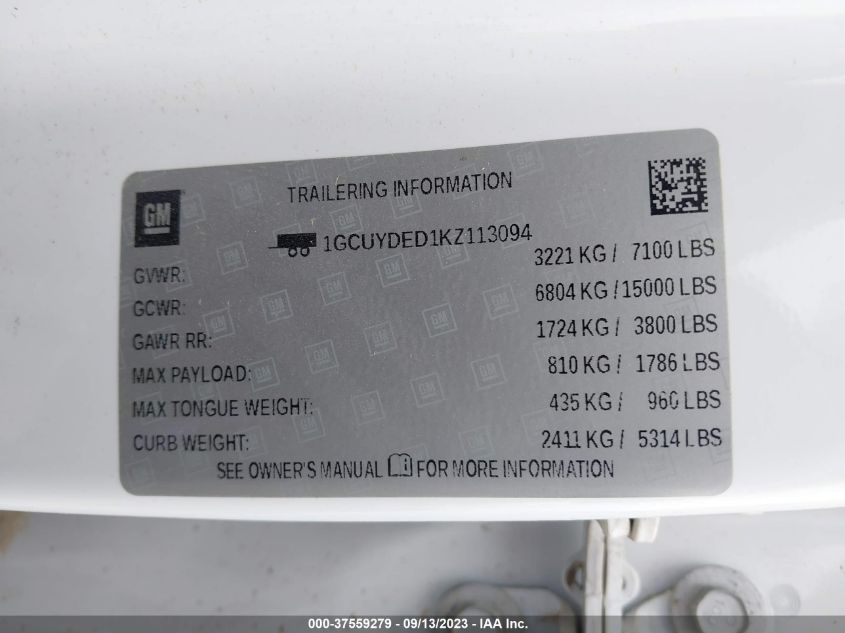 TRAILERING INFORMATION
GM
1GCUYDED1KZ113094
GVWR: 3221 KG / 7100 LBS
GCWR: 6804 KG / 15000 LBS
GAWR RR: 1724 KG / 3800 LBS
MAX PAYLOAD: 810 KG / 1786 LBS
MAX TONGUE WEIGHT: 435 KG / 960 LBS
CURB WEIGHT: 2411 KG / 5314 LBS
SEE OWNER'S MANUAL FOR MORE INFORMATION
000-37559279 - 09/13/2023 - IAA Inc.